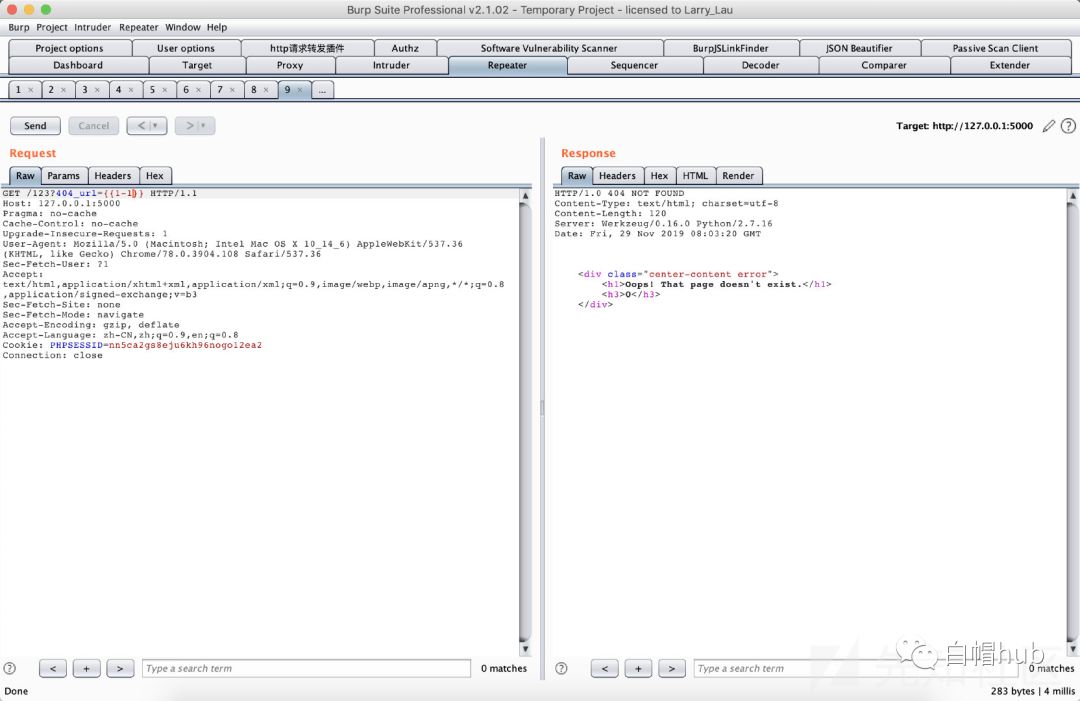 Burp Suite Professional v2.1.02 - Temporary Project - licensed to Larry_Lau
Burp Project Intruder Repeater Window Help
Project options User options http请求转发插件 Authz Software Vulnerability Scanner BurpJSLinkFinder JSON Beautifier Passive Scan Client
Dashboard Target Proxy Intruder Repeater Sequencer Decoder Comparer Extender
1 × 2 × 3 × 4 × 5 × 6 × 7 × 8 × 9 × ...
Send Cancel < | ▾ > | ▾ Target: http://127.0.0.1:5000 ?
Request
Raw Params Headers Hex
GET /123?404_url={{1-1}} HTTP/1.1
Host: 127.0.0.1:5000
Pragma: no-cache
Cache-Control: no-cache
Upgrade-Insecure-Requests: 1
User-Agent: Mozilla/5.0 (Macintosh; Intel Mac OS X 10_14_6) AppleWebKit/537.36
(KHTML, like Gecko) Chrome/78.0.3904.108 Safari/537.36
Sec-Fetch-User: ?1
Accept:
text/html,application/xhtml+xml,application/xml;q=0.9,image/webp,image/apng,*/*;q=0.8
,application/signed-exchange;v=b3
Sec-Fetch-Site: none
Sec-Fetch-Mode: navigate
Accept-Encoding: gzip, deflate
Accept-Language: zh-CN,zh;q=0.9,en;q=0.8
Cookie: PHPSESSID=nn5ca2gs8eju6kh96nogo12ea2
Connection: close
? < + > Type a search term 0 matches
Response
Raw Headers Hex HTML Render
HTTP/1.0 404 NOT FOUND
Content-Type: text/html; charset=utf-8
Content-Length: 120
Server: Werkzeug/0.16.0 Python/2.7.16
Date: Fri, 29 Nov 2019 08:03:20 GMT
<div class="center-content error">
<h1>Oops! That page doesn't exist.</h1>
<h3>0</h3>
</div>
白帽hub
? < + > Type a search term 0 matches
Done 283 bytes | 4 millis